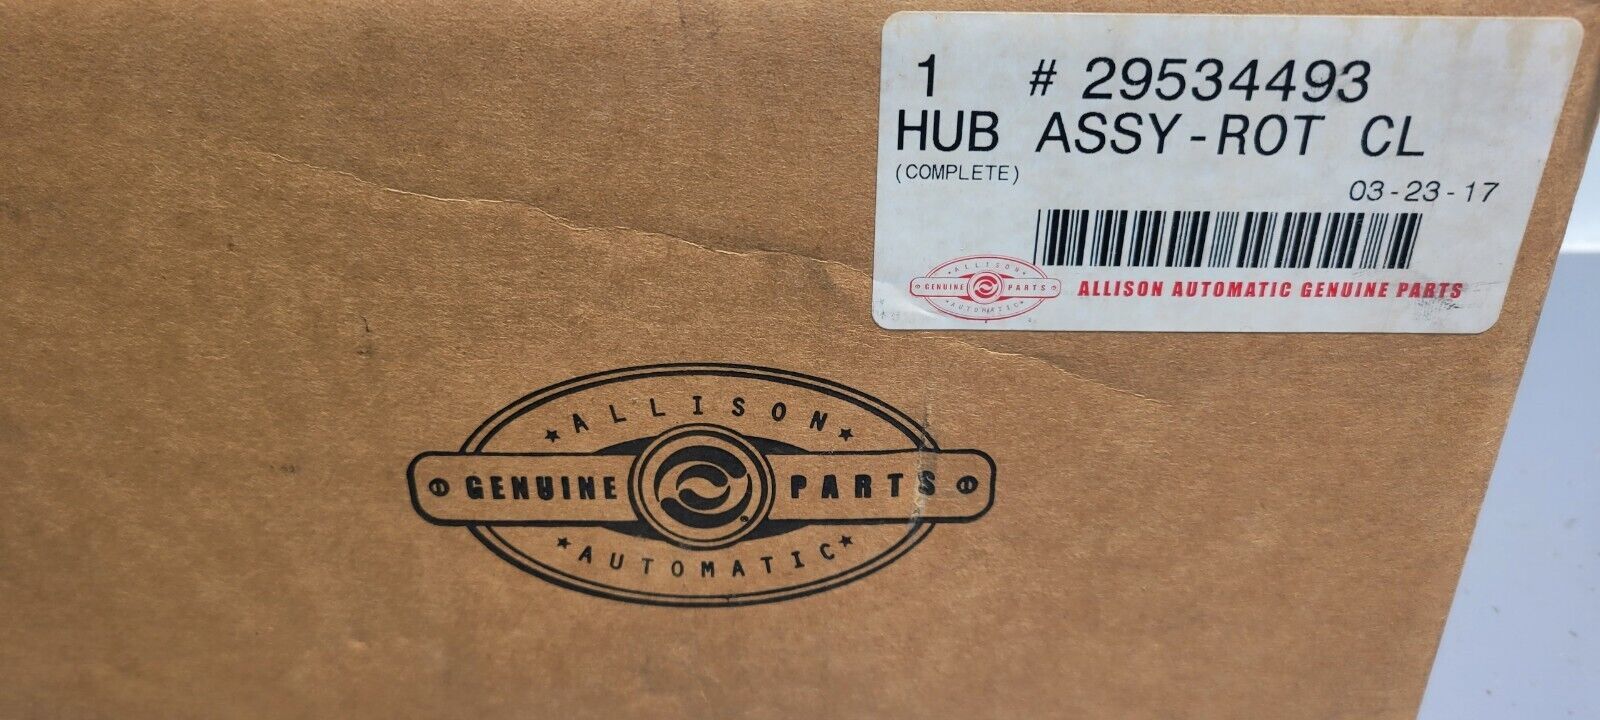 1 # 29534493
HUB ASSY-ROT CL
(COMPLETE)
03-23-17
ALLISON
GENUINE PARTS
AUTOMATIC
ALLISON AUTOMATIC GENUINE PARTS
ALLISON
GENUINE PARTS
AUTOMATIC